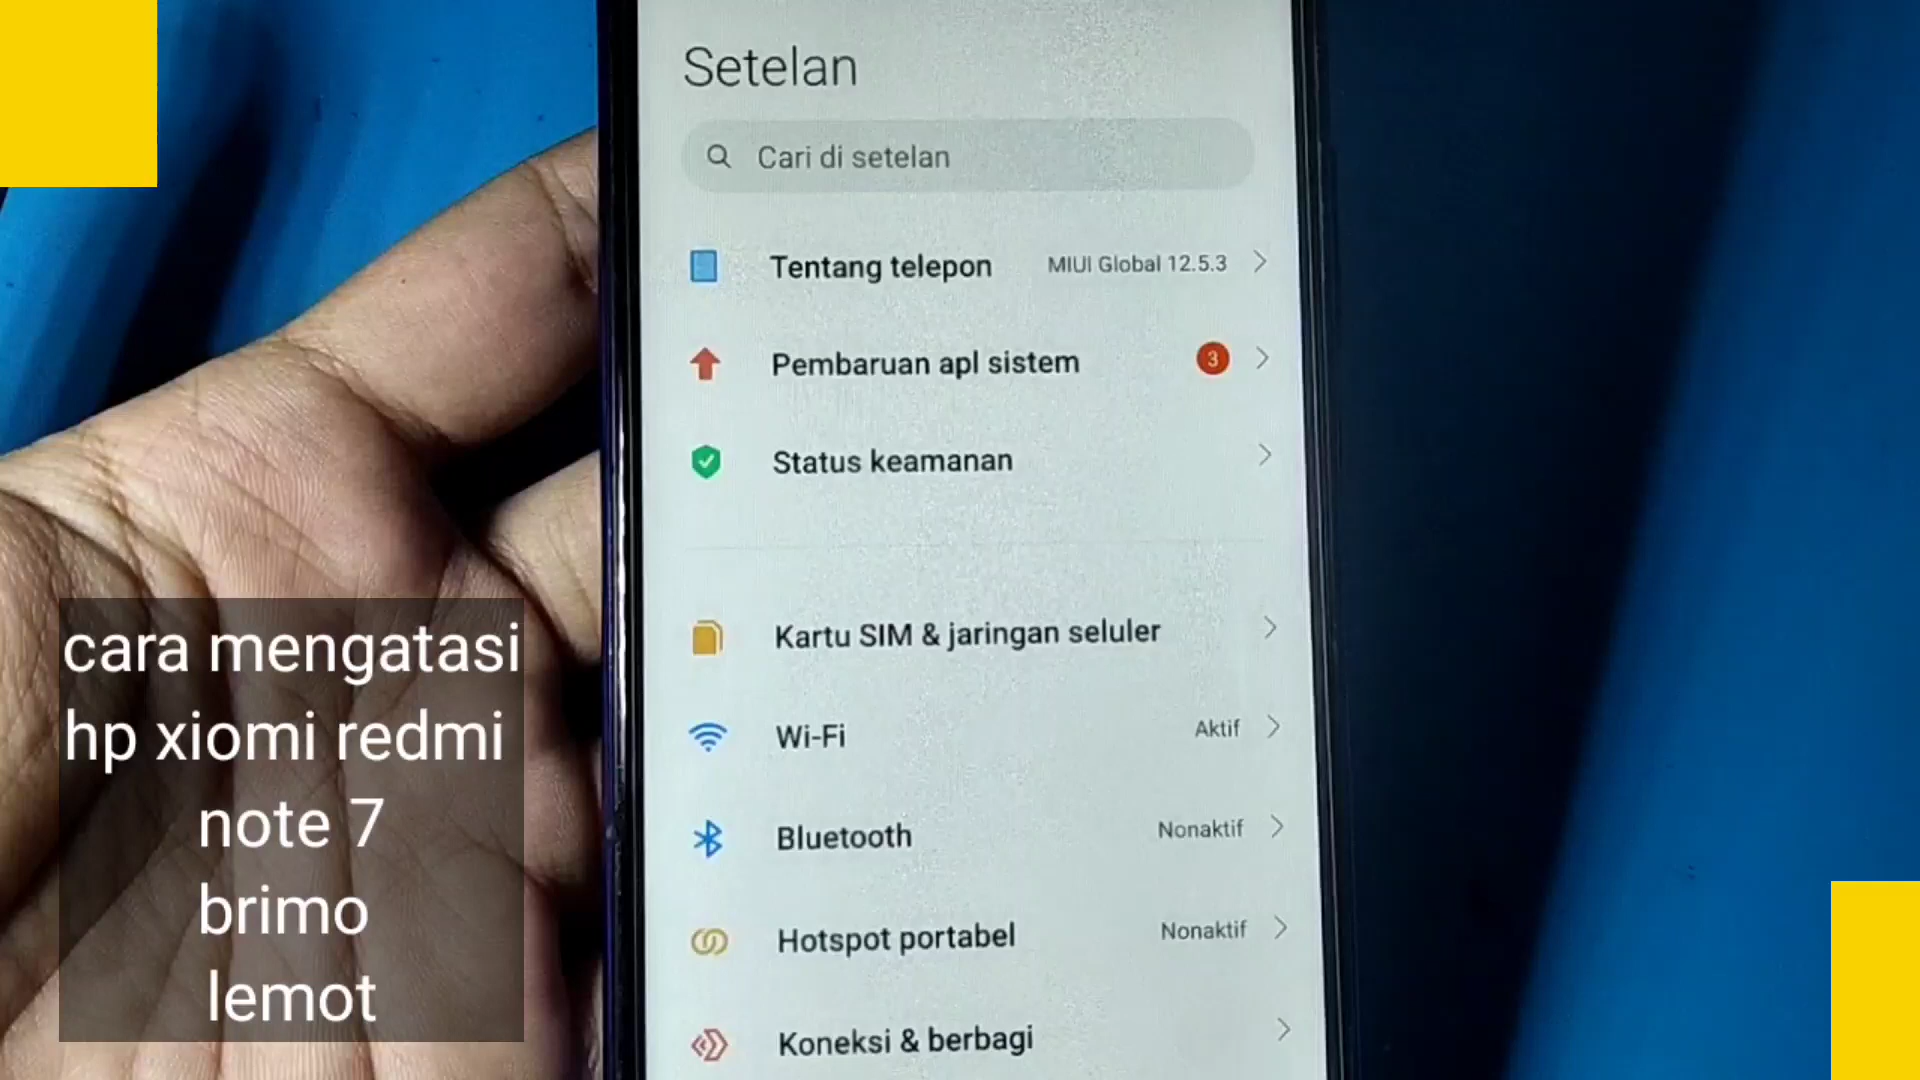 Setelan
Cari di setelan
Tentang telepon MIUI Global 12.5.3
Pembaruan apl sistem 3
Status keamanan
Kartu SIM & jaringan seluler
Wi-Fi Aktif
Bluetooth Nonaktif
Hotspot portabel Nonaktif
Koneksi & berbagi
cara mengatasi
hp xiomi redmi
note 7
brimo
lemot